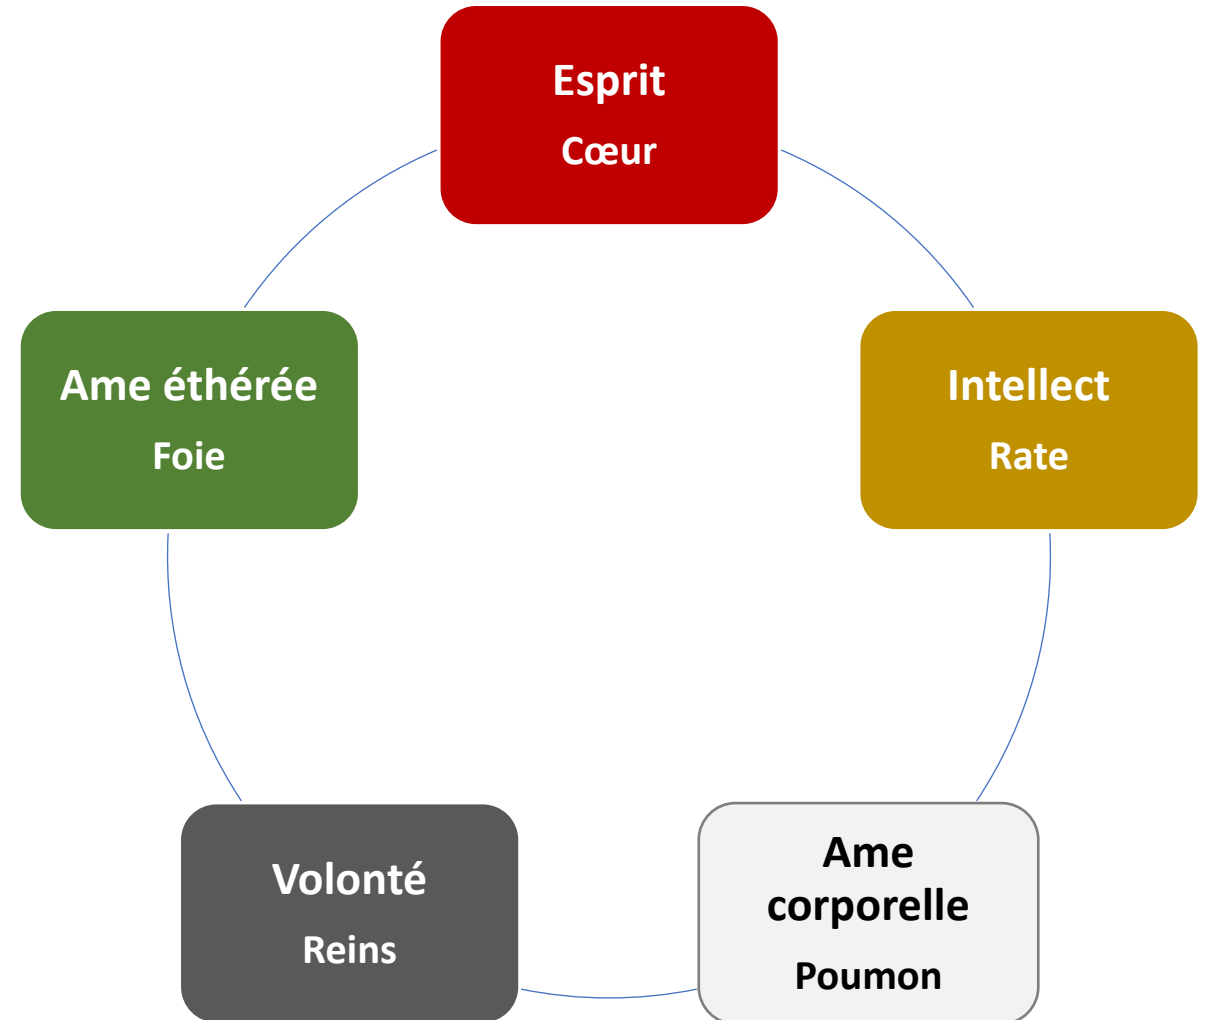 Esprit
Cœur
Intellect
Rate
Ame
corporelle
Poumon
Volonté
Reins
Ame éthérée
Foie